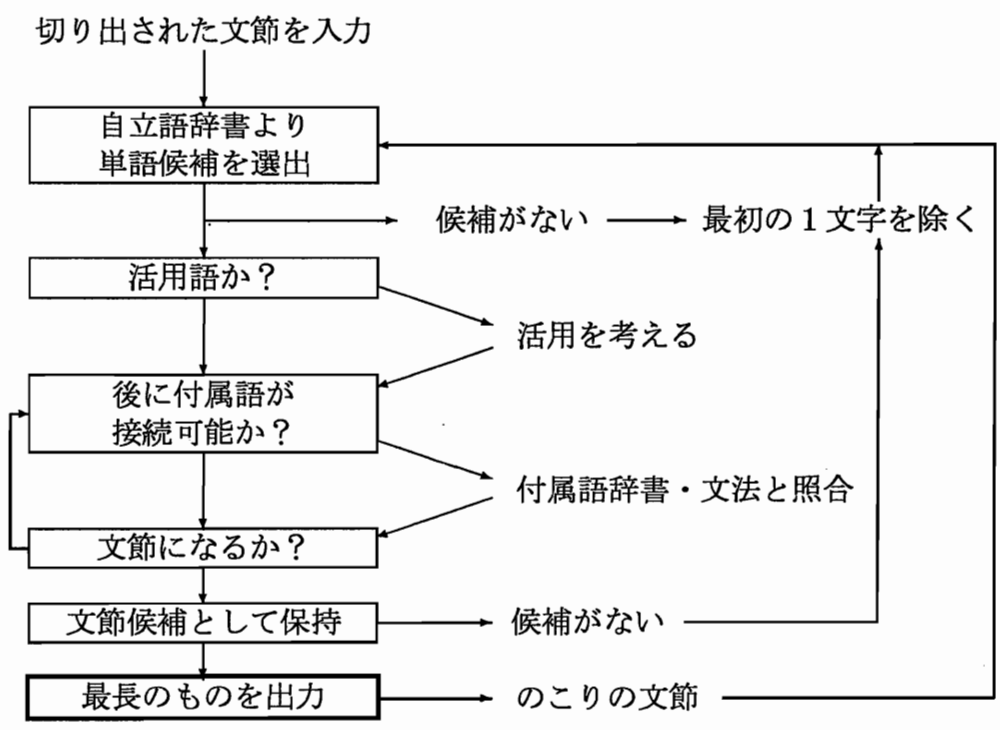 切り出された文節を入力
自立語辞書より
単語候補を選出
候補がない
最初の1文字を除く
活用語か？
活用を考える
後に付属語が
接続可能か？
付属語辞書・文法と照合
文節になるか？
文節候補として保持
候補がない
最長のものを出力
のこりの文節